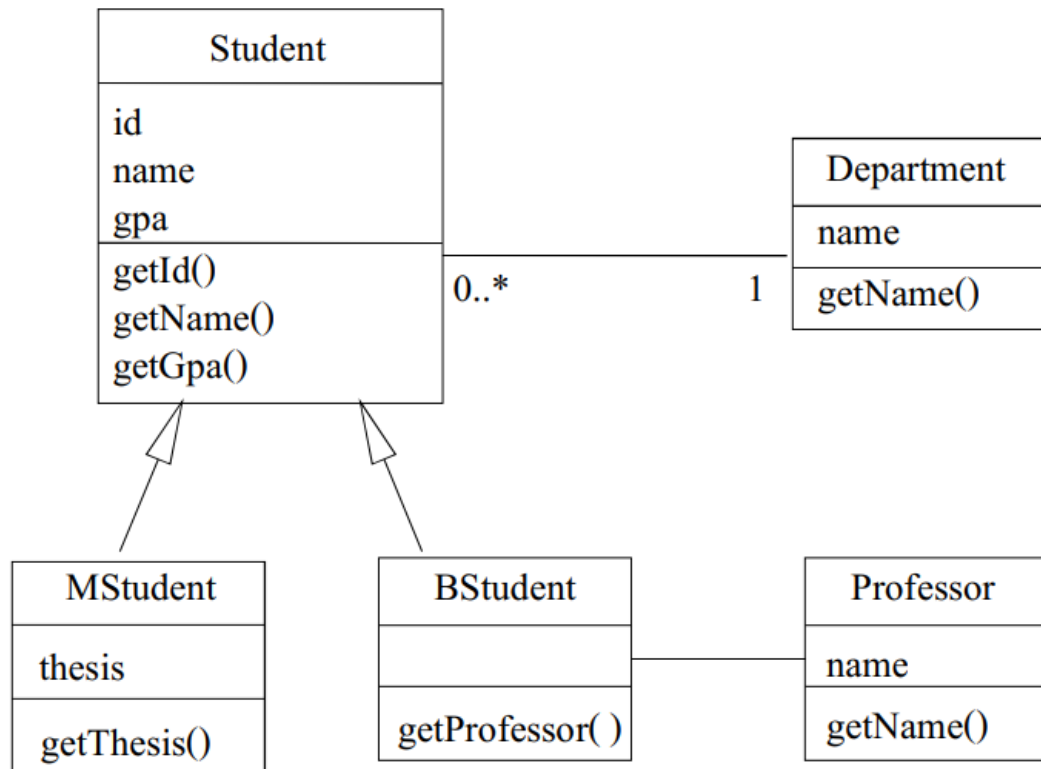 Student
id
name
gpa
getId()
getName()
getGpa()
0..*
1
Department
name
getName()
MStudent
thesis
getThesis()
BStudent
getProfessor( )
Professor
name
getName()